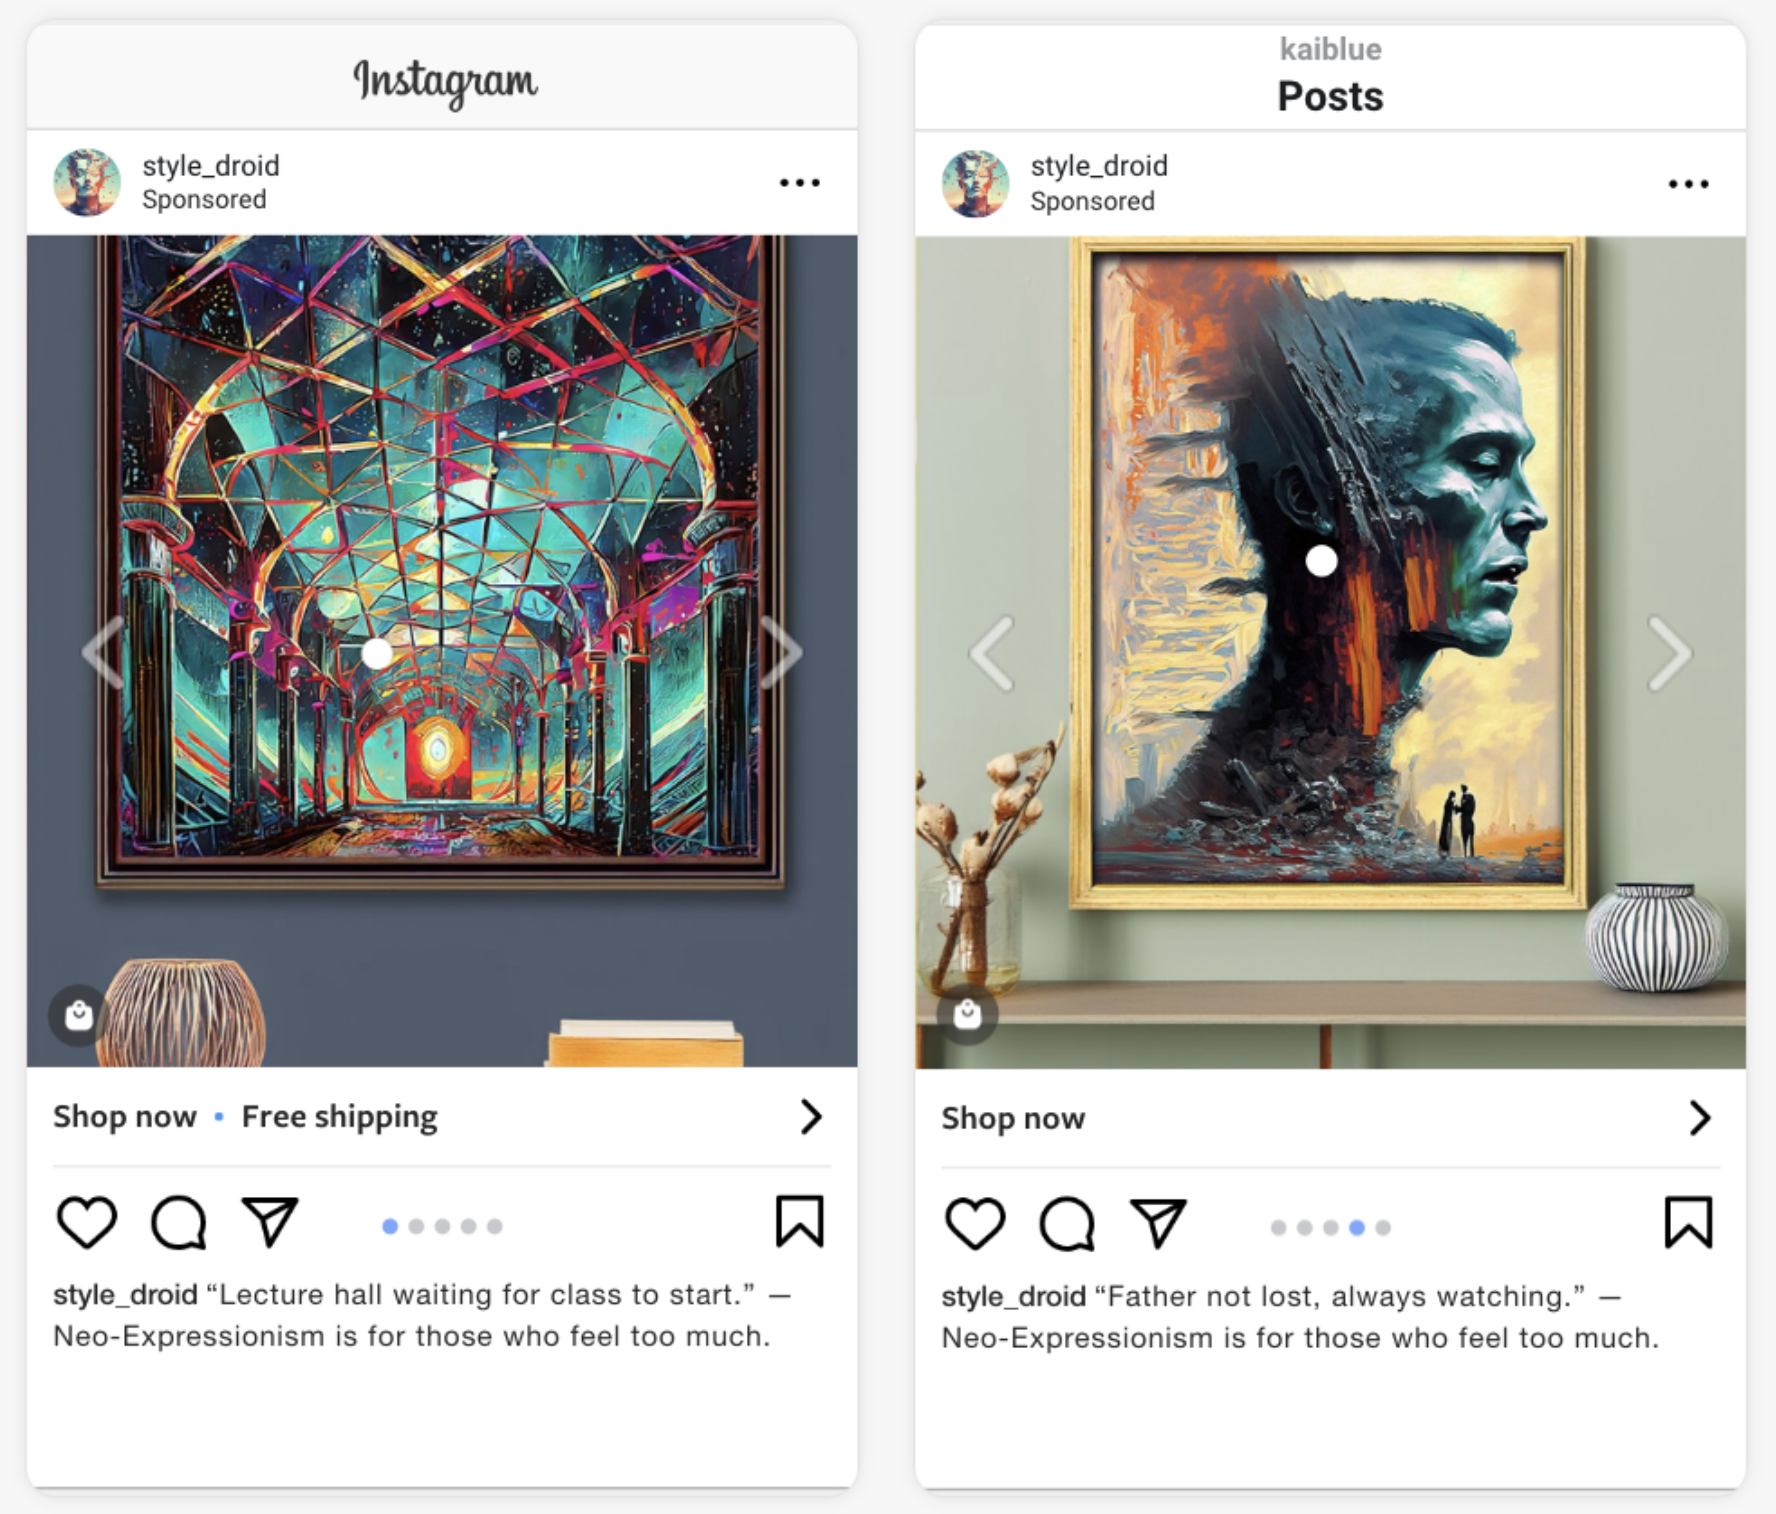 Instagram
style_droid
Sponsored
Shop now • Free shipping
style_droid “Lecture hall waiting for class to start.” —
Neo-Expressionism is for those who feel too much.
kaiblue
Posts
style_droid
Sponsored
Shop now
style_droid “Father not lost, always watching.” —
Neo-Expressionism is for those who feel too much.